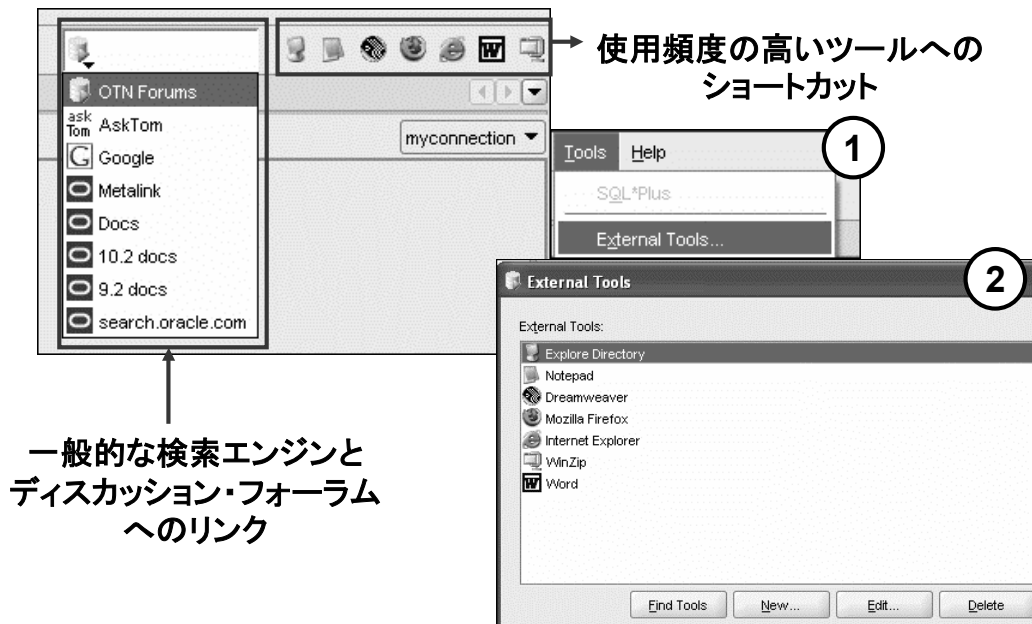 使用頻度の高いツールへの
ショートカット
OTN Forums
ask
Tom AskTom
G Google
Metalink
Docs
10.2 docs
9.2 docs
search.oracle.com
myconnection
W
一般的な検索エンジンと
ディスカッション・フォーラム
へのリンク
1
Tools Help
SQL*Plus
External Tools...
2
External Tools
External Tools:
Explore Directory
Notepad
Dreamweaver
Mozilla Firefox
Internet Explorer
WinZip
W Word
Find Tools New... Edit... Delete